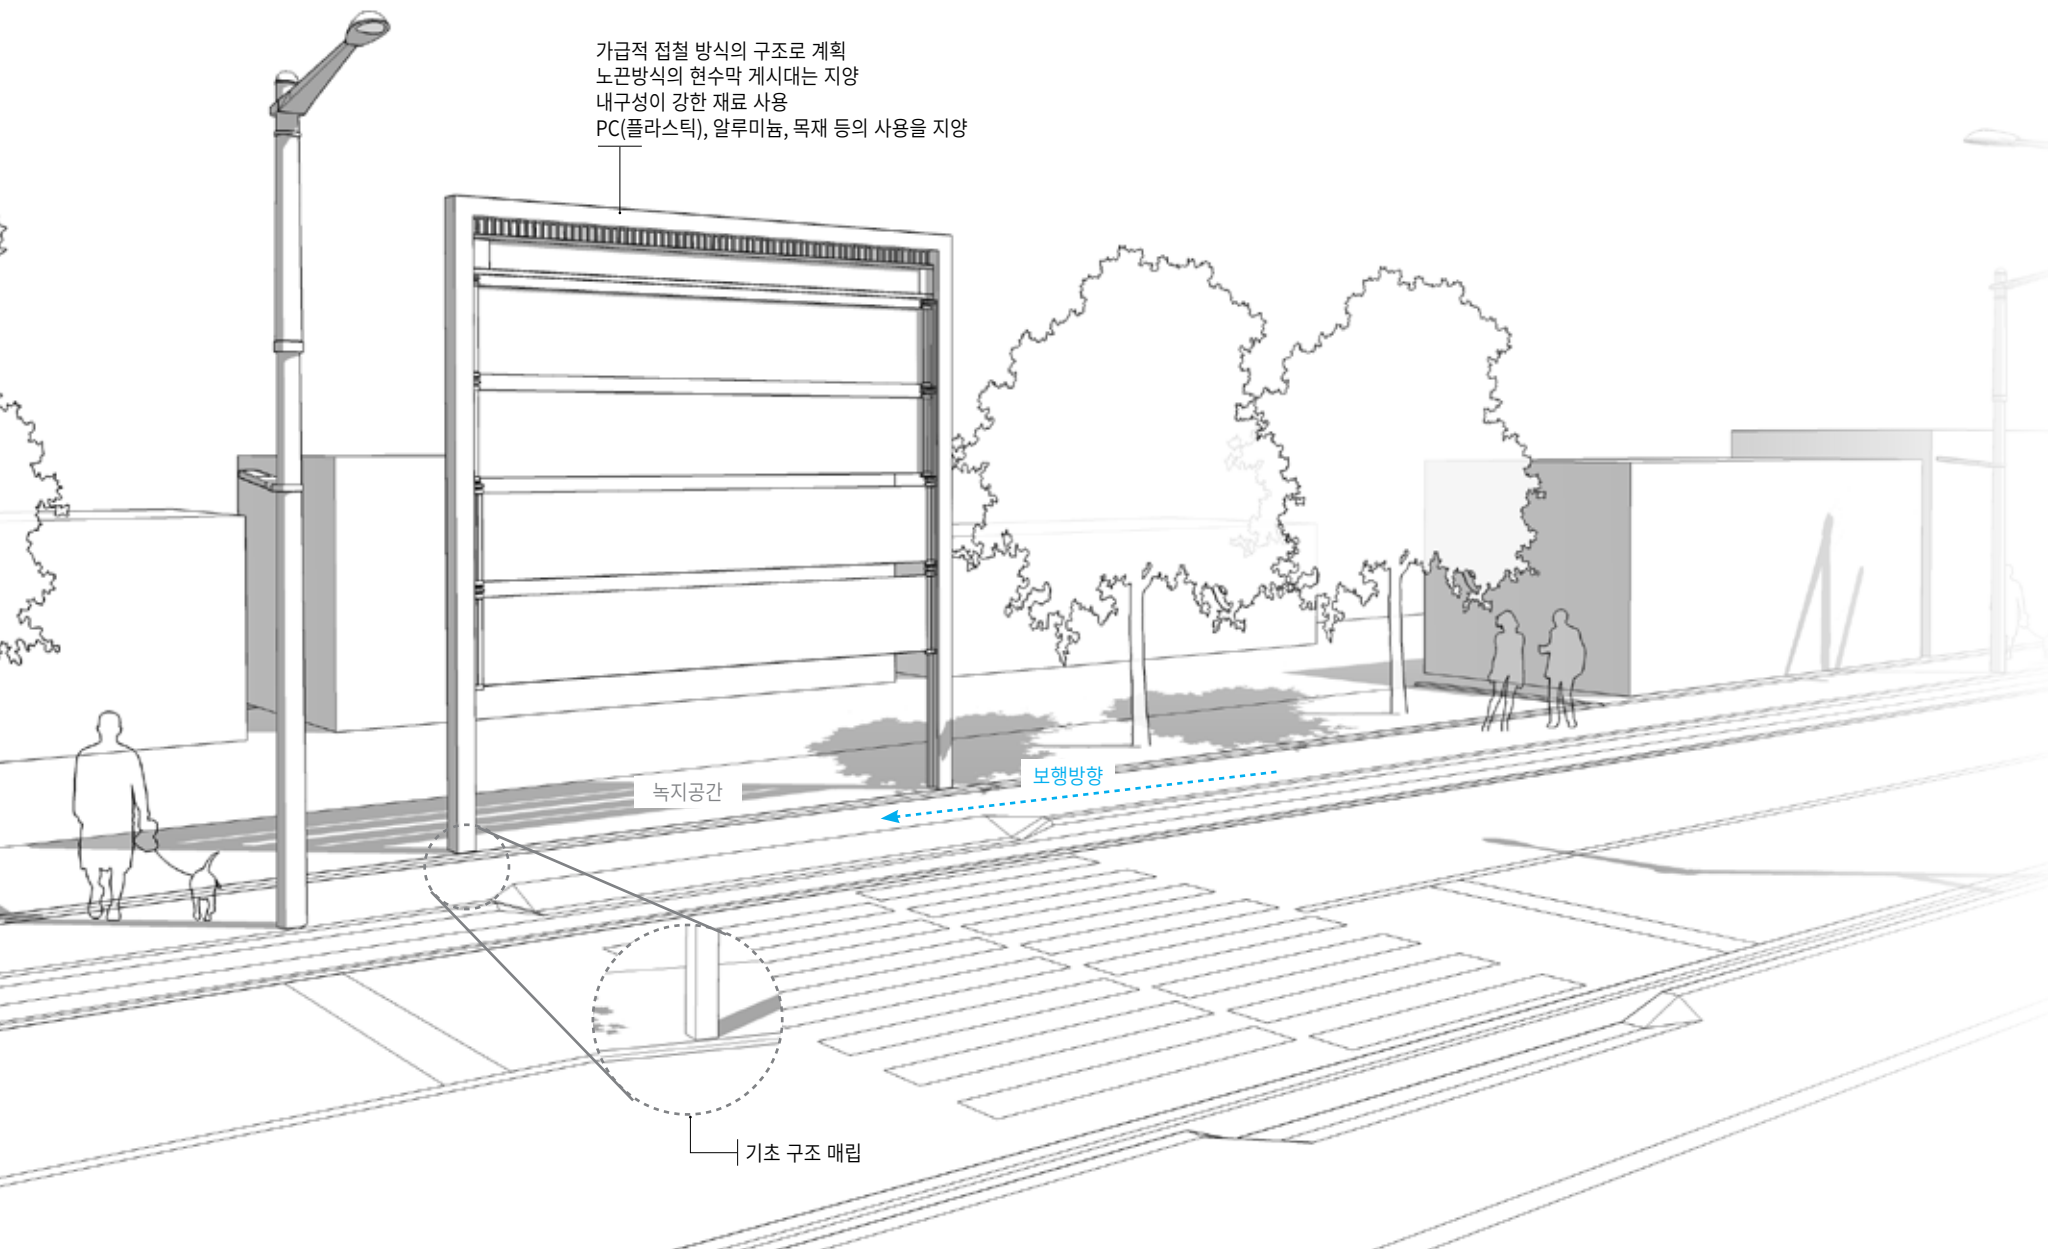 가급적 접철 방식의 구조로 계획
노끈방식의 현수막 게시대는 지양
내구성이 강한 재료 사용
PC(플라스틱), 알루미늄, 목재 등의 사용을 지양
보행방향
녹지공간
기초 구조 매립